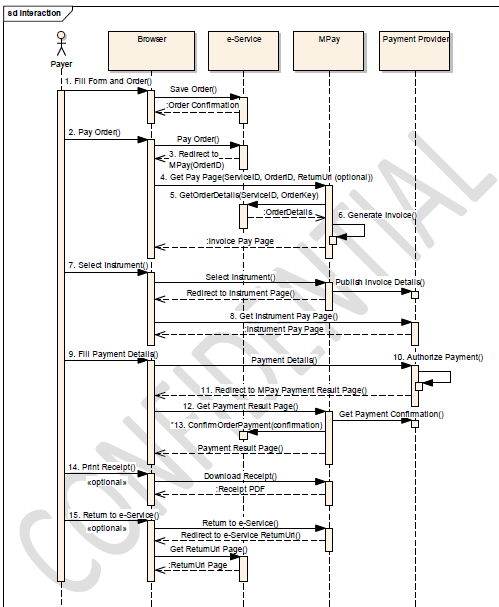 sd Interaction
Payer
Browser
e-Service
MPay
Payment Provider
1. Fill Form and Order()
Save Order()
:Order Confirmation
2. Pay Order()
Pay Order()
3. Redirect to
MPay(OrderID)
4. Get Pay Page(ServiceID, OrderID, ReturnUrl (optional))
5. GetOrderDetails(ServiceID, OrderKey)
:OrderDetails
6. Generate Invoice()
:Invoice Pay Page
7. Select Instrument()
Select Instrument()
Publish Invoice Details()
Redirect to Instrument Page()
8. Get Instrument Pay Page()
:Instrument Pay Page
9. Fill Payment Details()
Payment Details()
10. Authorize Payment()
11. Redirect to MPay Payment Result Page()
12. Get Payment Result Page()
Get Payment Confirmation()
*13. ConfirmOrderPayment(confirmation)
Payment Result Page()
14. Print Receipt()
«optional»
Download Receipt()
:Receipt PDF
15. Return to e-Service()
«optional»
Return to e-Service()
Redirect to e-Service ReturnUrl()
Get ReturnUrl Page()
:ReturnUrl Page
CONFIDENTIAL